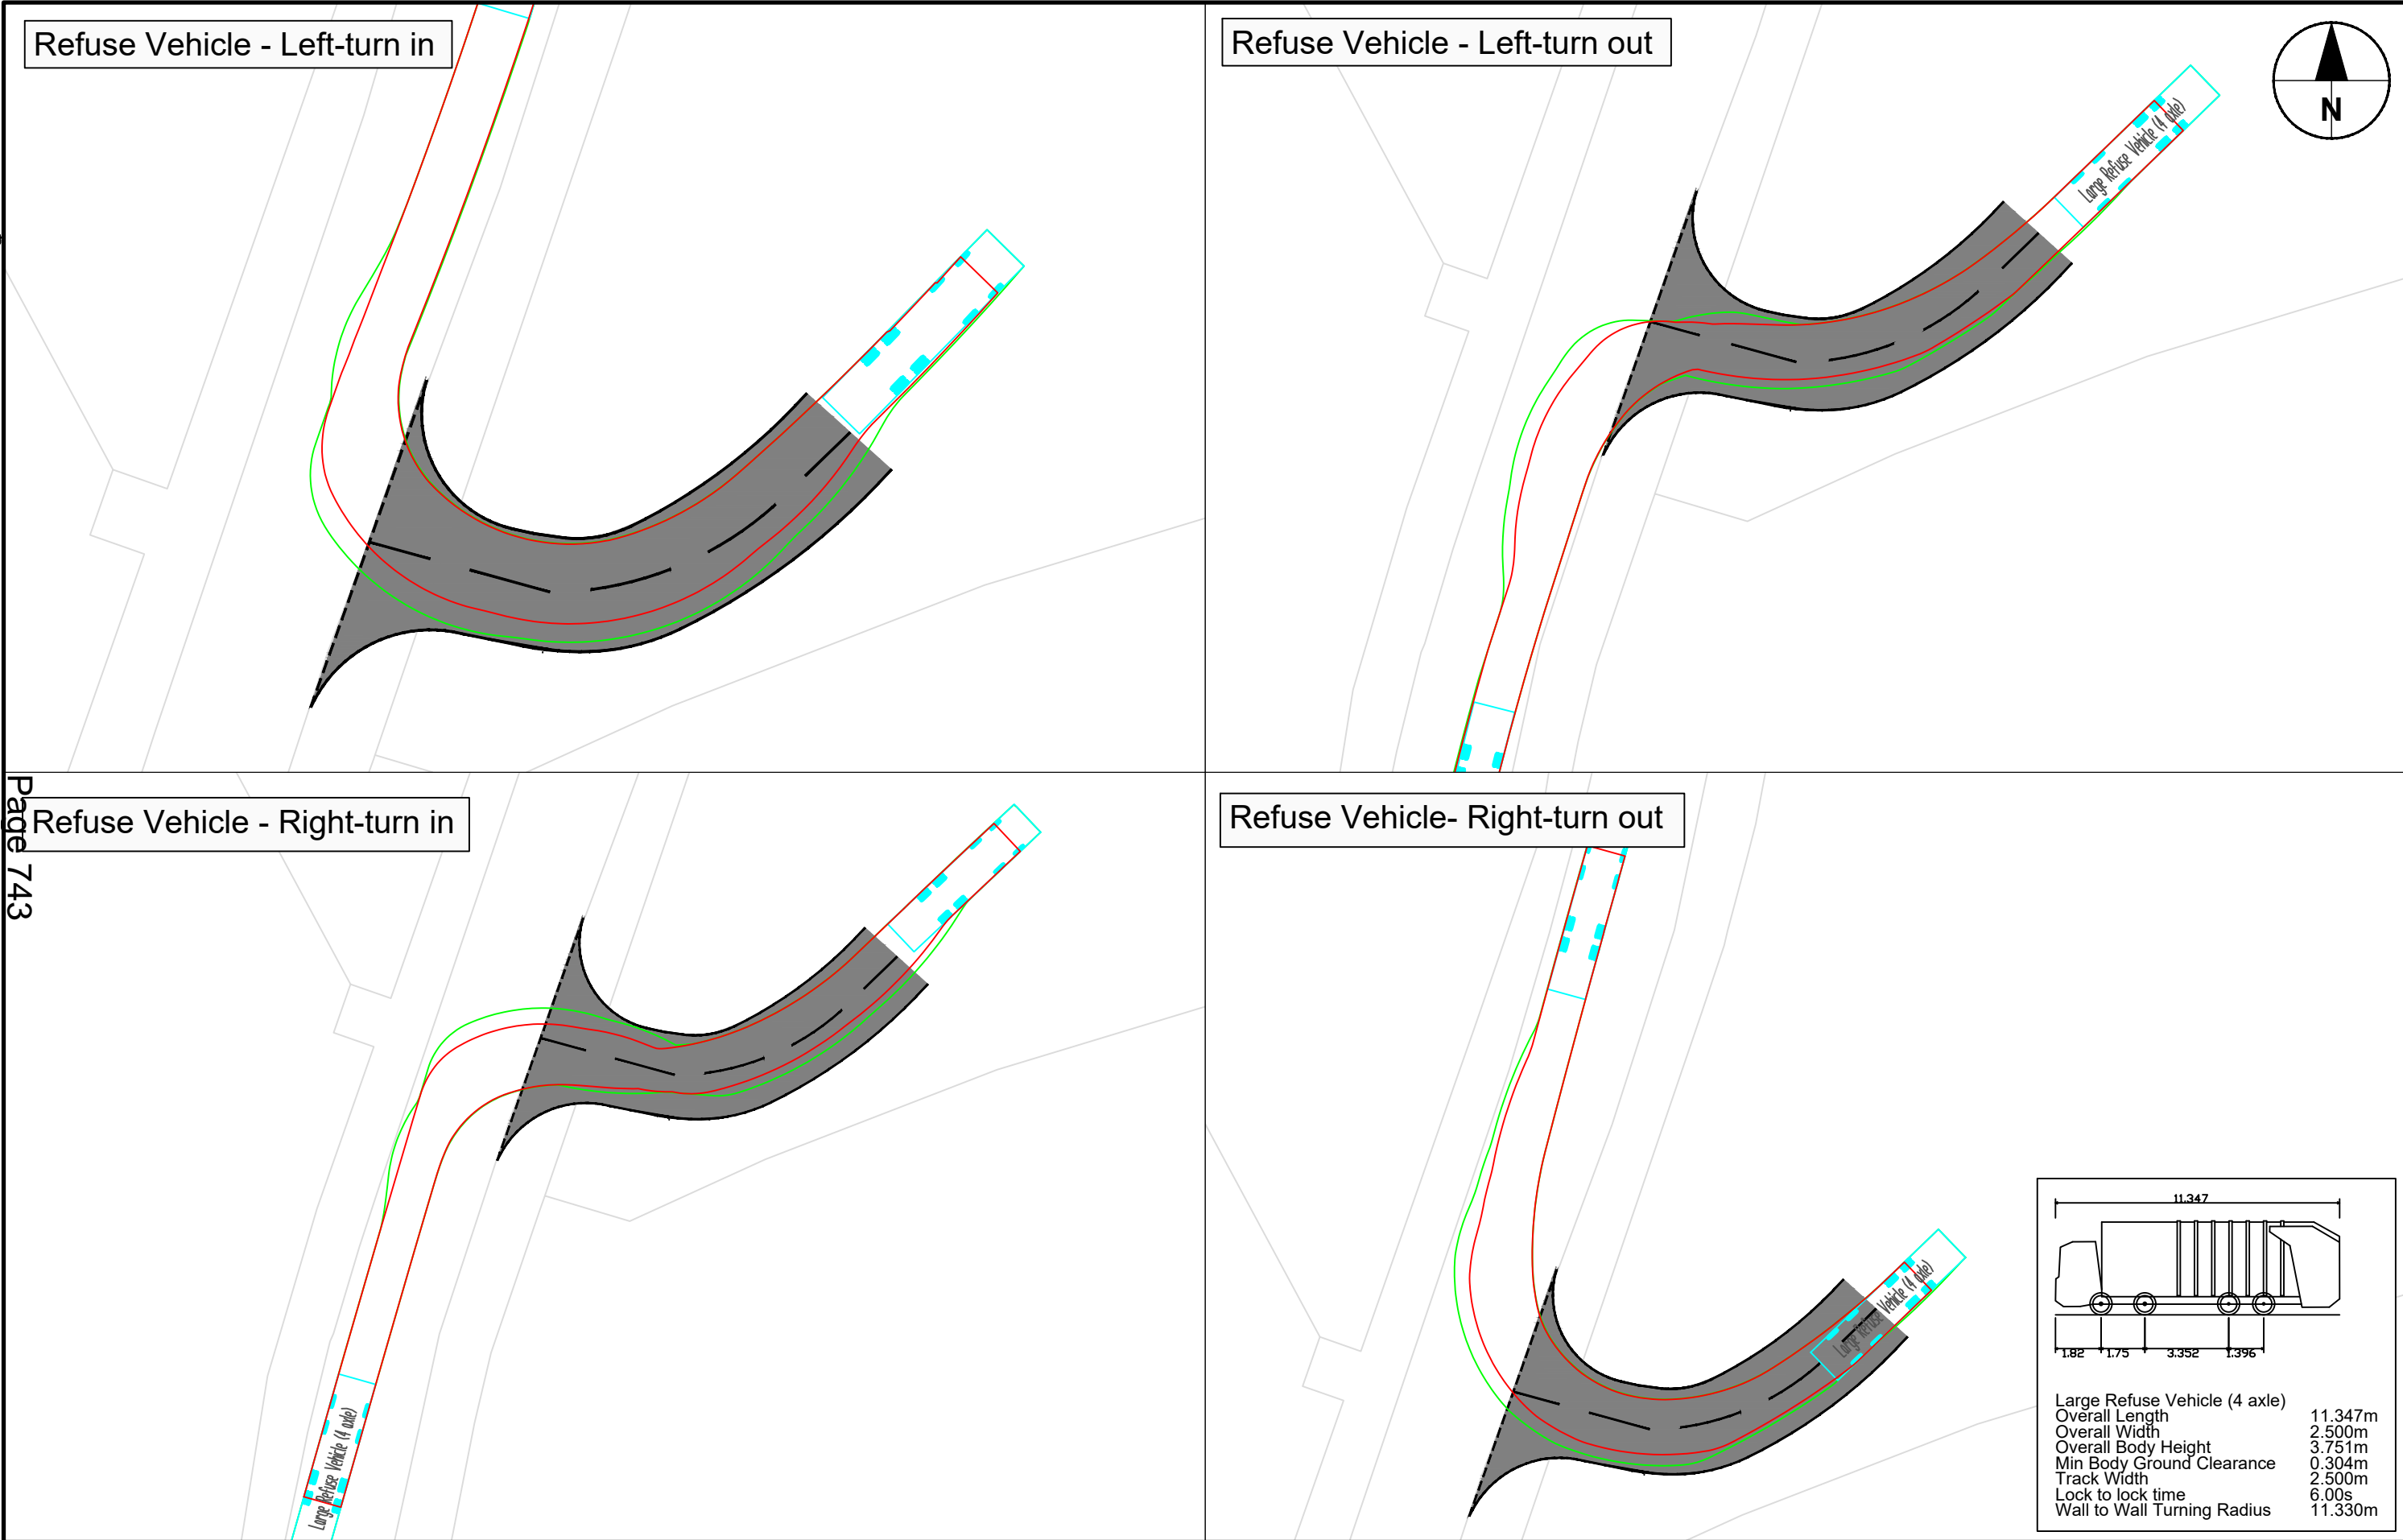 Refuse Vehicle - Left-turn in
Refuse Vehicle - Left-turn out
N
Large Refuse Vehicle (4 axle)
Page 743
Refuse Vehicle - Right-turn in
Refuse Vehicle- Right-turn out
Large Refuse Vehicle (4 axle)
Large Refuse Vehicle (4 axle)
11.347
1.82 1.75 3.352 1.396
Large Refuse Vehicle (4 axle)
Overall Length 11.347m
Overall Width 2.500m
Overall Body Height 3.751m
Min Body Ground Clearance 0.304m
Track Width 2.500m
Lock to lock time 6.00s
Wall to Wall Turning Radius 11.330m